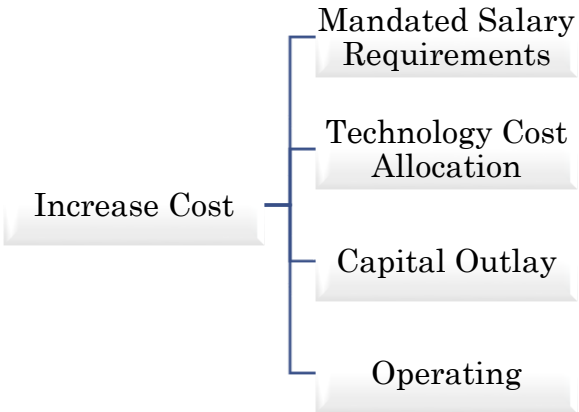 Mandated Salary
Requirements
Technology Cost
Allocation
Increase Cost
Capital Outlay
Operating